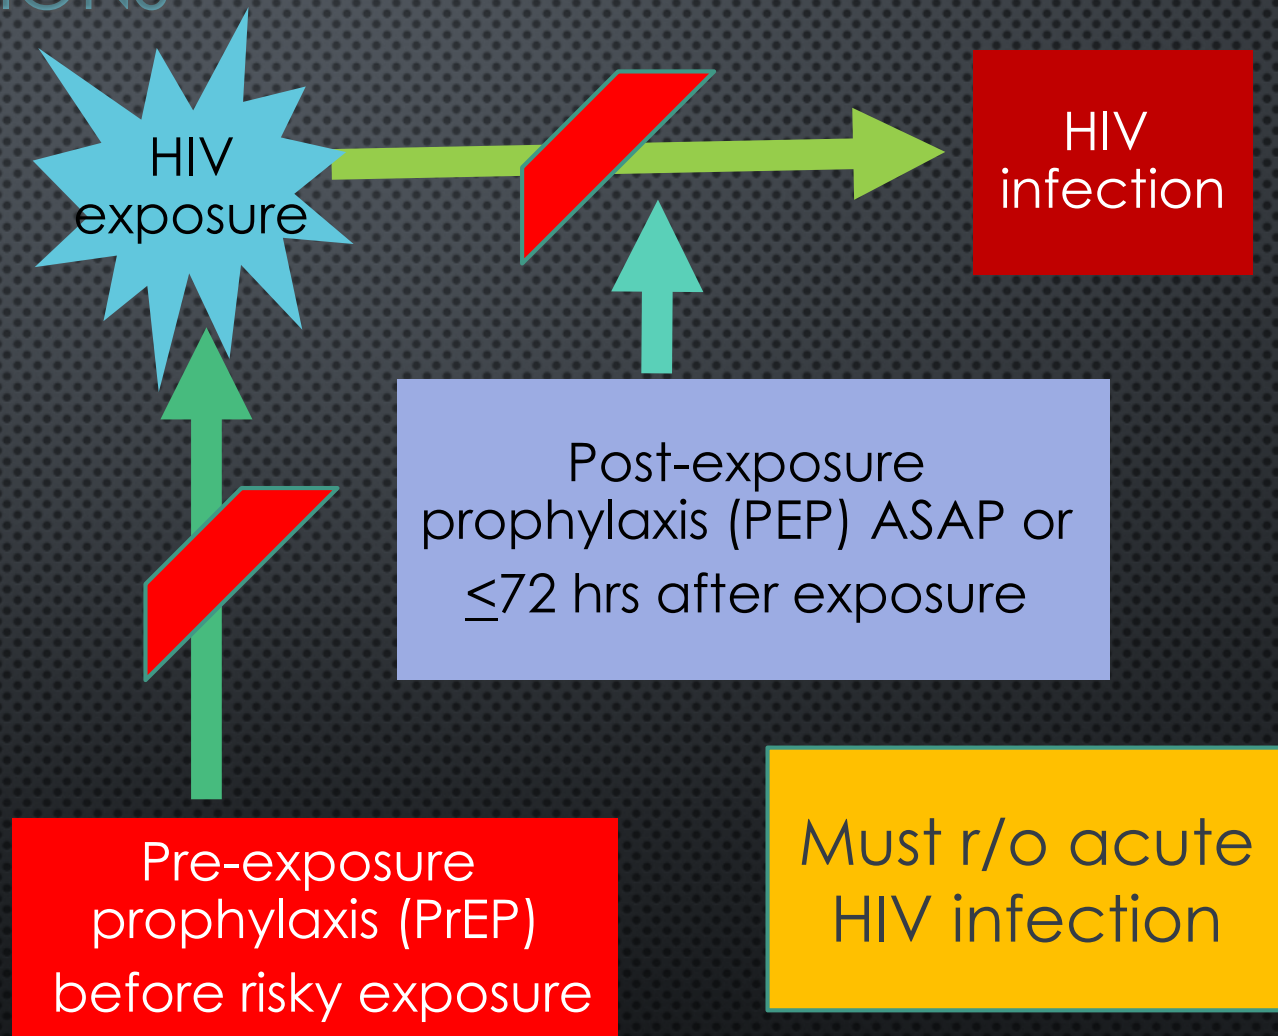 HIV
exposure
HIV
infection
Post-exposure
prophylaxis (PEP) ASAP or
≤72 hrs after exposure
Pre-exposure
prophylaxis (PrEP)
before risky exposure
Must r/o acute
HIV infection